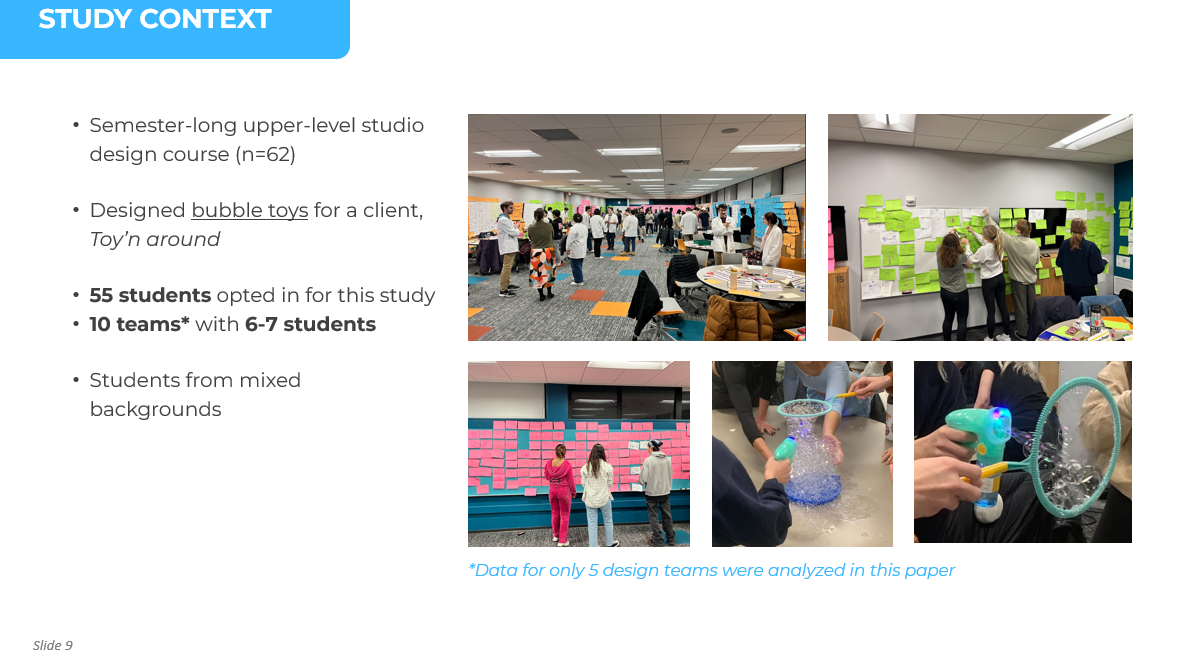 STUDY CONTEXT
• Semester-long upper-level studio
design course (n=62)
• Designed bubble toys for a client,
Toy'n around
• 55 students opted in for this study
• 10 teams* with 6-7 students
• Students from mixed
backgrounds
*Data for only 5 design teams were analyzed in this paper
Slide 9